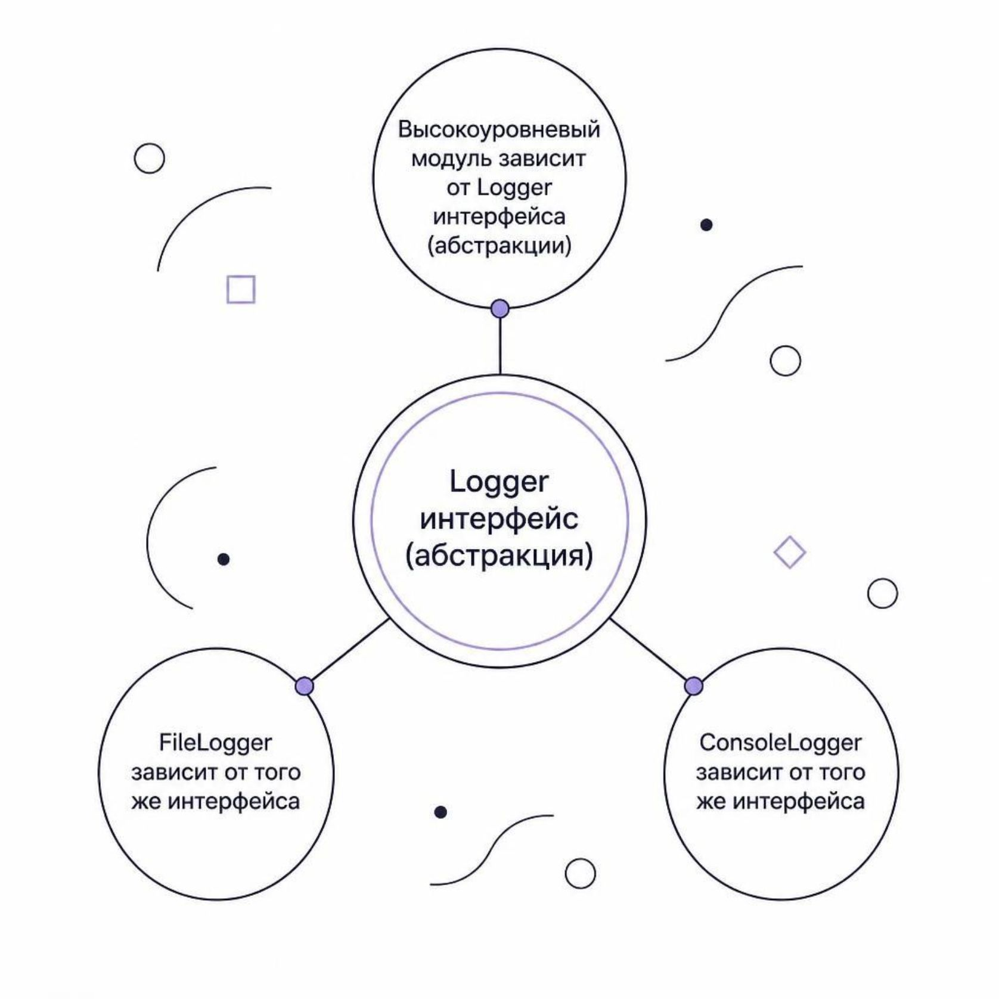 Высокоуровневый
модуль зависит
от Logger
интерфейса
(абстракции)
Logger
интерфейс
(абстракция)
FileLogger
зависит от того
же интерфейса
ConsoleLogger
зависит от того
же интерфейса